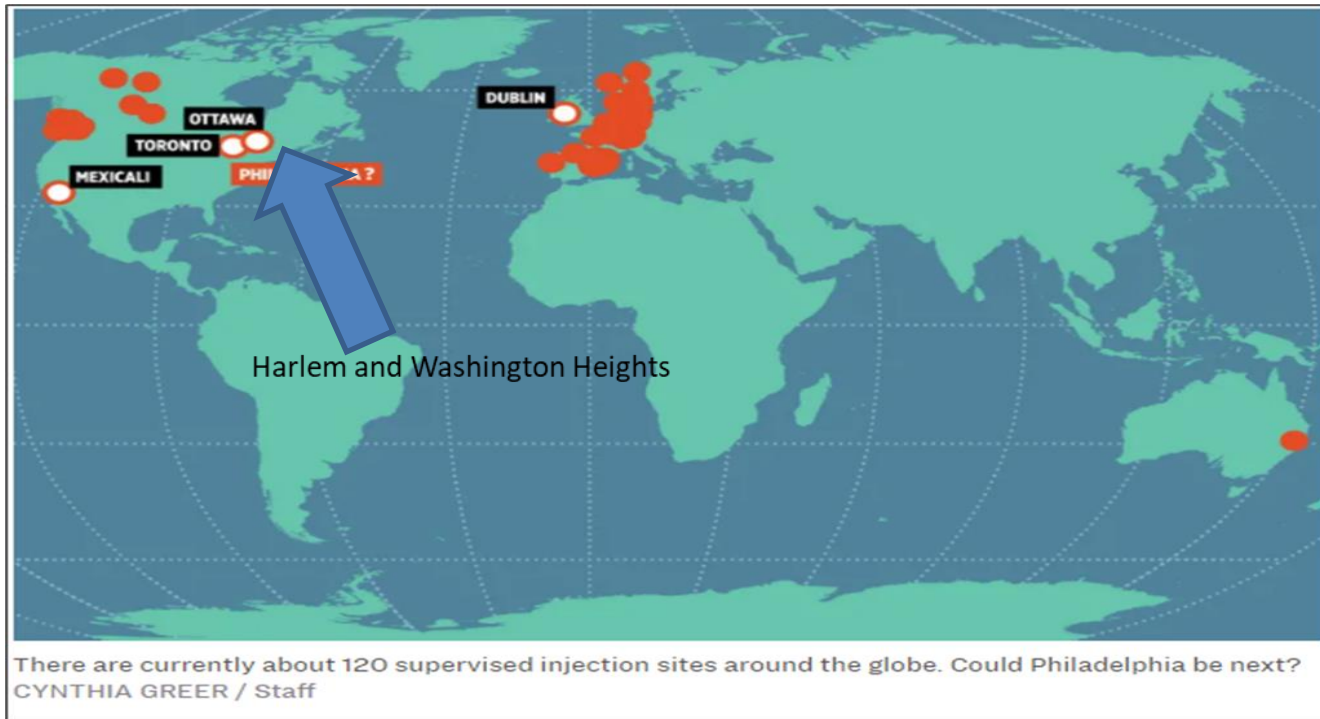 DUBLIN
OTTAWA
TORONTO
MEXICALI
PHI A?
Harlem and Washington Heights
There are currently about 120 supervised injection sites around the globe. Could Philadelphia be next?
CYNTHIA GREER / Staff